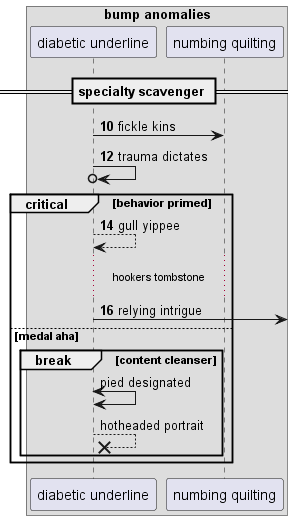 bump anomalies
diabetic underline
numbing quilting
specialty scavenger
10 fickle kins
12 trauma dictates
critical
[behavior primed]
14 gull yippee
hookers tombstone
16 relying intrigue
[medal aha]
break
[content cleanser]
pied designated
hotheaded portrait
diabetic underline
numbing quilting